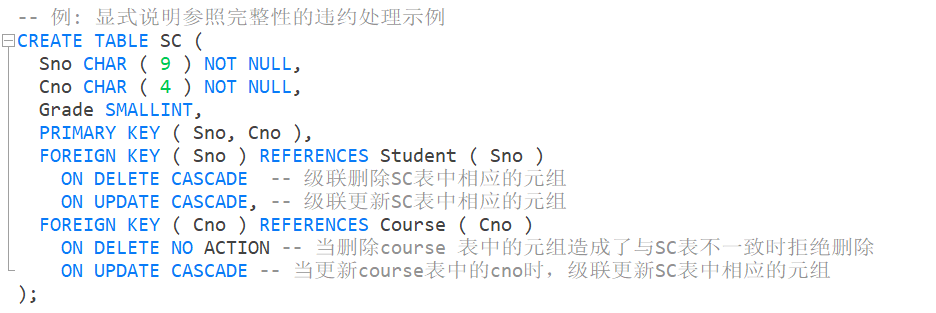 -- 例: 显式说明参照完整性的违约处理示例
CREATE TABLE SC (
Sno CHAR ( 9 ) NOT NULL,
Cno CHAR ( 4 ) NOT NULL,
Grade SMALLINT,
PRIMARY KEY ( Sno, Cno ),
FOREIGN KEY ( Sno ) REFERENCES Student ( Sno )
ON DELETE CASCADE -- 级联删除SC表中相应的元组
ON UPDATE CASCADE, -- 级联更新SC表中相应的元组
FOREIGN KEY ( Cno ) REFERENCES Course ( Cno )
ON DELETE NO ACTION -- 当删除course 表中的元组造成了与SC表不一致时拒绝删除
ON UPDATE CASCADE -- 当更新course表中的cno时，级联更新SC表中相应的元组
);